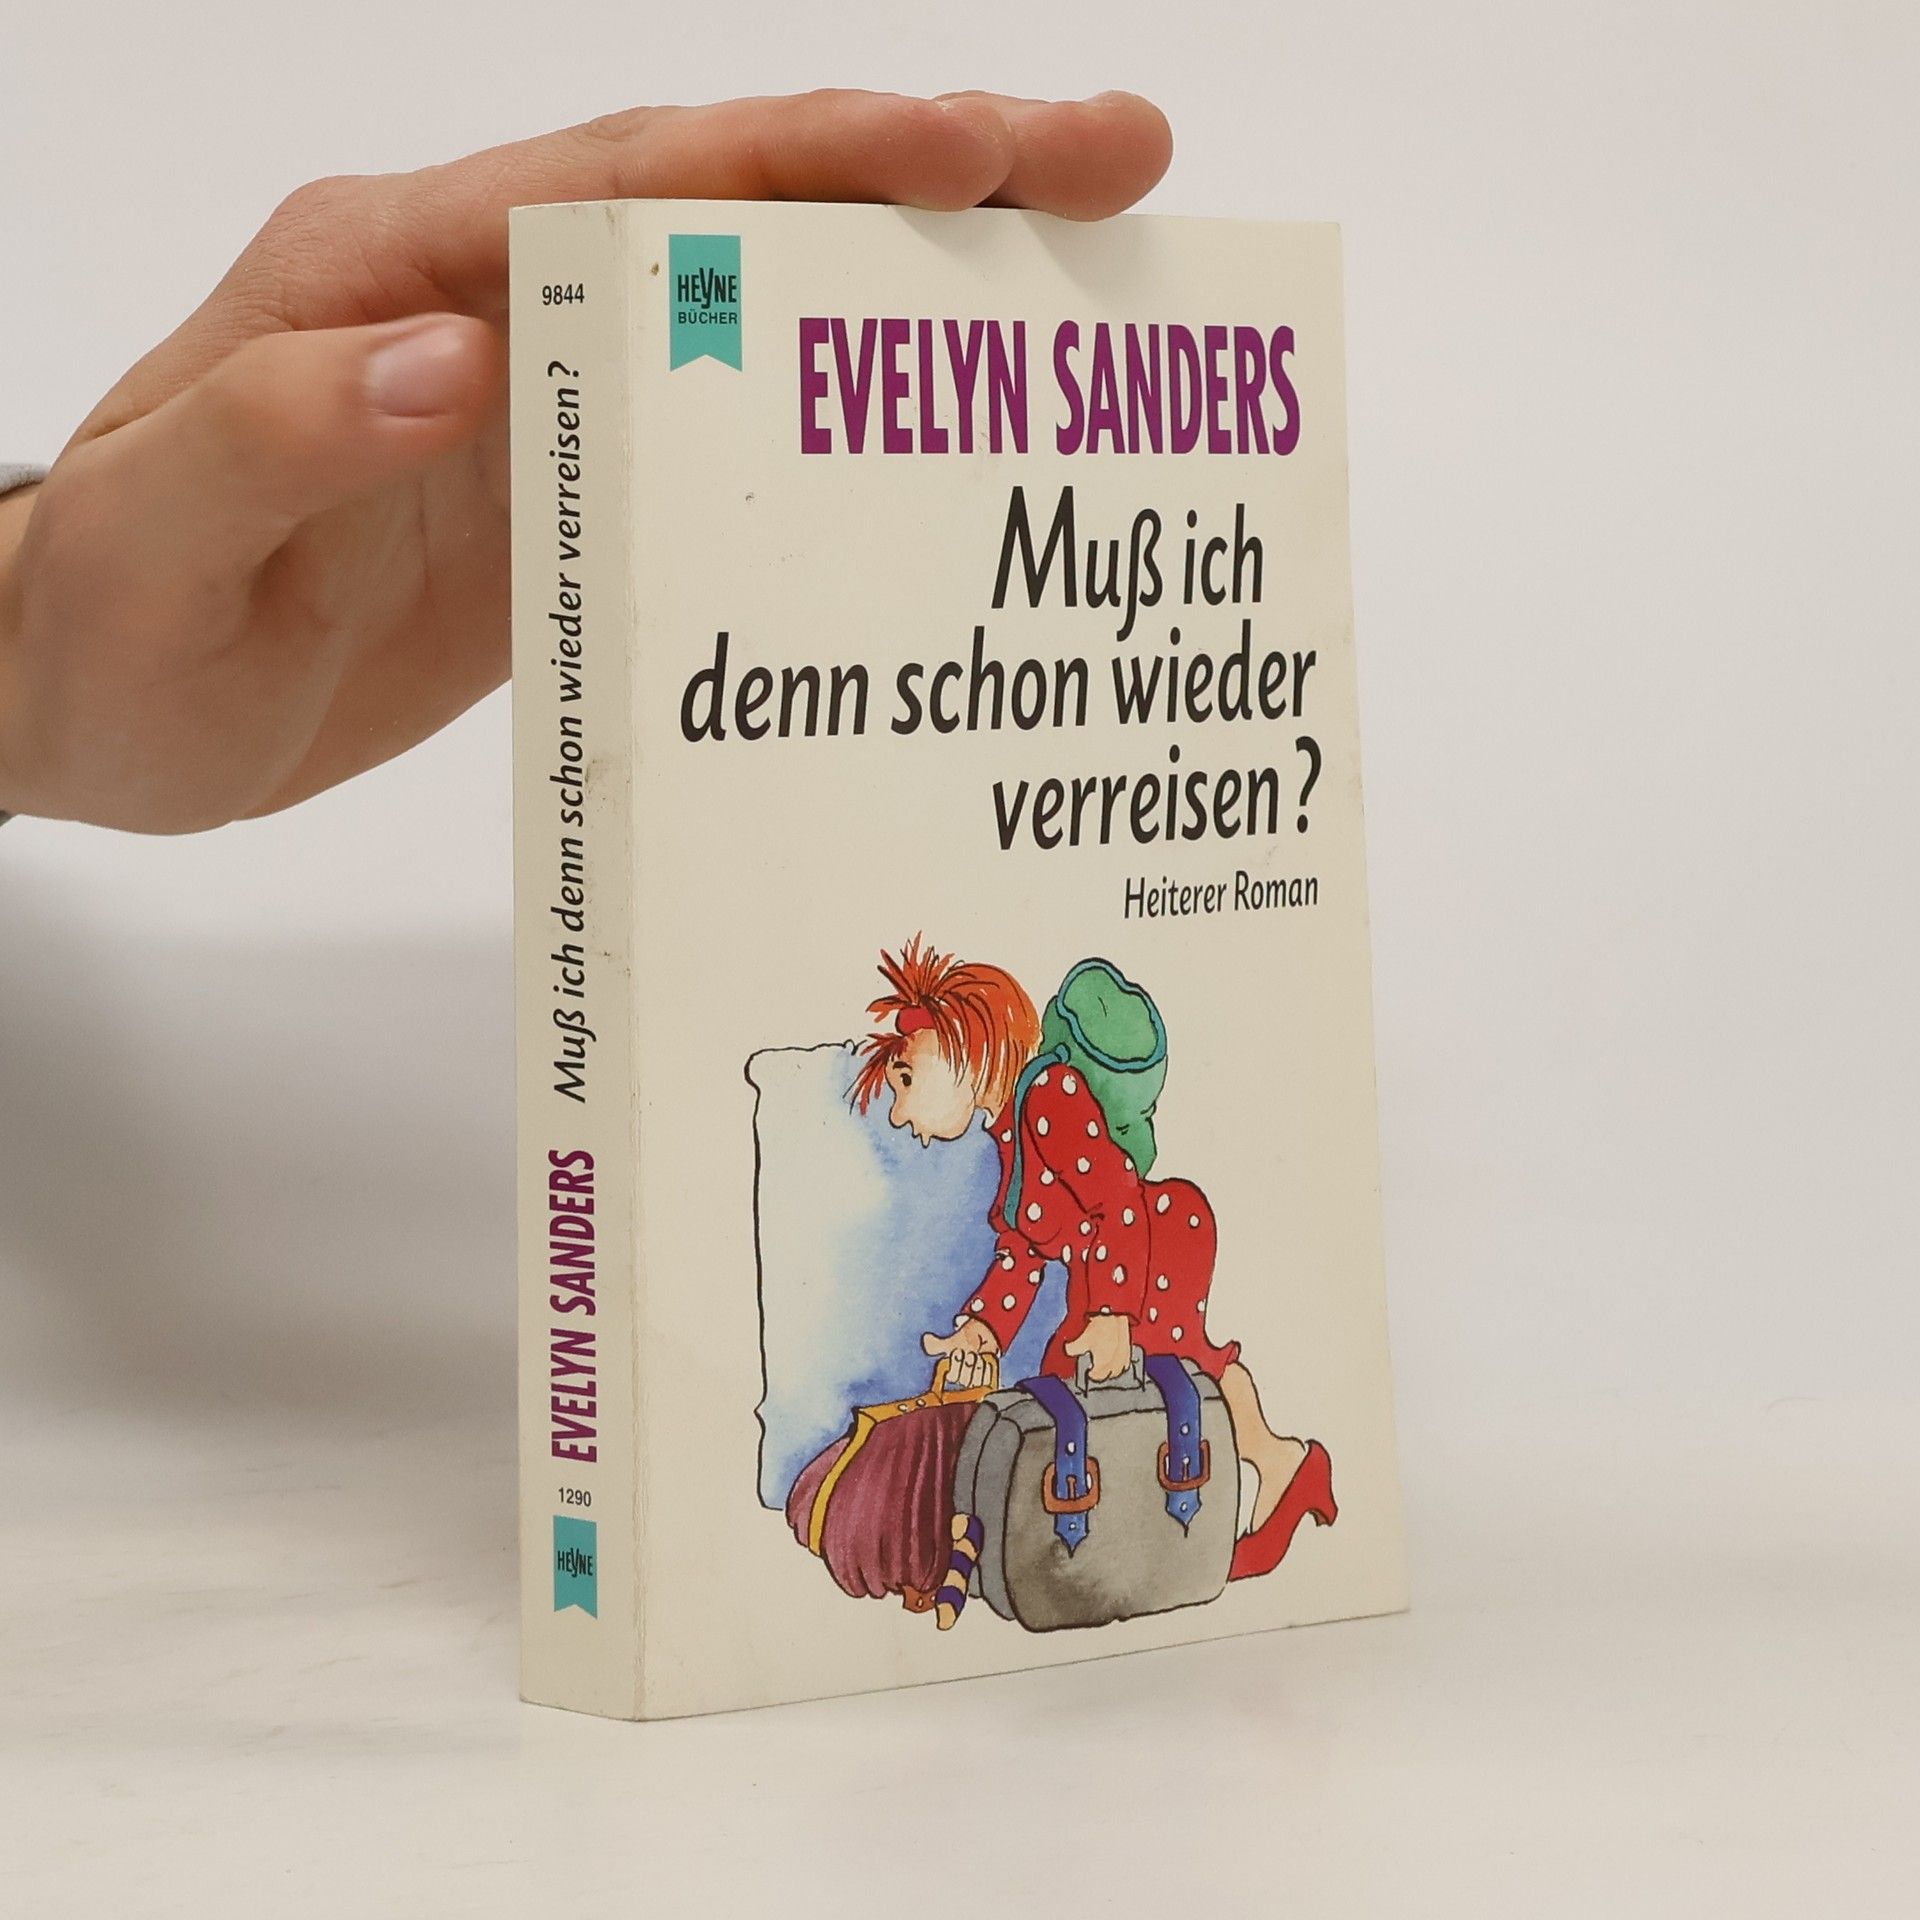 HEYNE
BÜCHER
EVELYN SANDERS
Muß ich
denn schon wieder
verreisen?
Heiterer Roman
9844
Muß ich denn schon wieder verreisen?
EVELYN SANDERS
1290
HEYNE